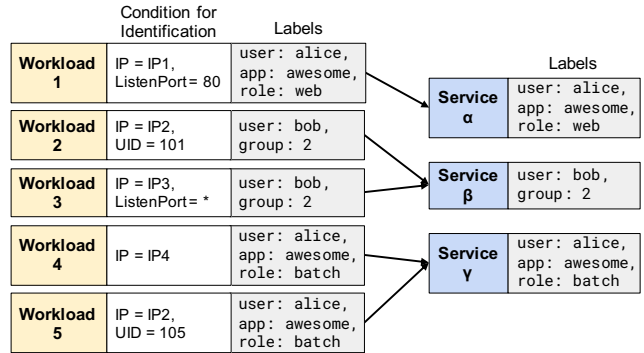 Condition for
Identification
Labels
Workload
1
IP = IP1,
ListenPort = 80
user: alice,
app: awesome,
role: web
Workload
2
IP = IP2,
UID = 101
user: bob,
group: 2
Workload
3
IP = IP3,
ListenPort = *
user: bob,
group: 2
Workload
4
IP = IP4
user: alice,
app: awesome,
role: batch
Workload
5
IP = IP2,
UID = 105
user: alice,
app: awesome,
role: batch
Labels
Service
α
user: alice,
app: awesome,
role: web
Service
β
user: bob,
group: 2
Service
γ
user: alice,
app: awesome,
role: batch